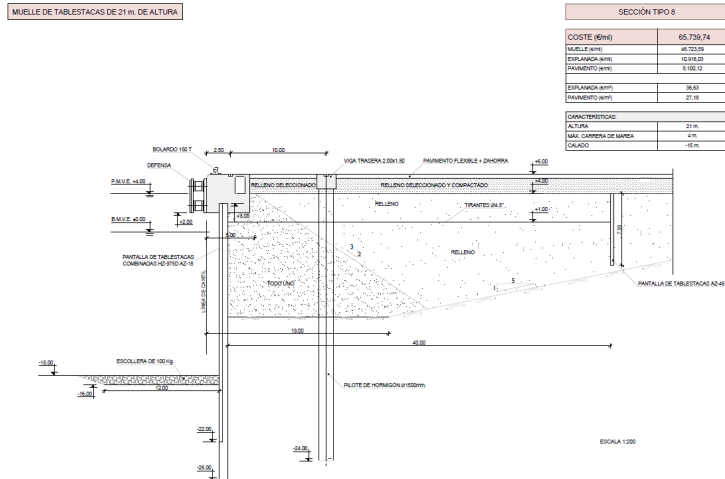 MUELLE DE TABLESTACAS DE 21 m. DE ALTURA
SECCIÓN TIPO 8
COSTE (€/ml) 65.739,74
MUELLE (€/ml) 46.723,59
EXPLANADA (€/ml) 10.916,03
PAVIMENTO (€/ml) 8.100,12
EXPLANADA (€/m²) 36,63
PAVIMENTO (€/m²) 27,18
CARACTERÍSTICAS:
ALTURA 21 m.
MÁX. CARRERA DE MAREA 4 m.
CALADO -15 m.
BOLARDO 150 T
2.50
10.00
DEFENSA
VIGA TRASERA 2.00x1.50
PAVIMENTO FLEXIBLE + ZAHORRA
+6.00
P.M.V.E. +4.00
RELLENO SELECCIONADO
RELLENO SELECCIONADO Y COMPACTADO
+4.00
RELLENO
TIRANTES Ø4.5"
+1.00
B.M.V.E. ±0.00
+2.00
+3.00
5.00
7.50
PANTALLA DE TABLESTACAS
COMBINADAS HZ-975D AZ-18
3
2
RELLENO
LÍNEA DE CANTIL
TODO UNO
5
1
PANTALLA DE TABLESTACAS AZ-46
19.00
40.00
-15.00
ESCOLLERA DE 100 Kg.
-16.00
12.00
PILOTE DE HORMIGÓN Ø1500mm.
-22.00
-24.00
-26.00
ESCALA 1:200